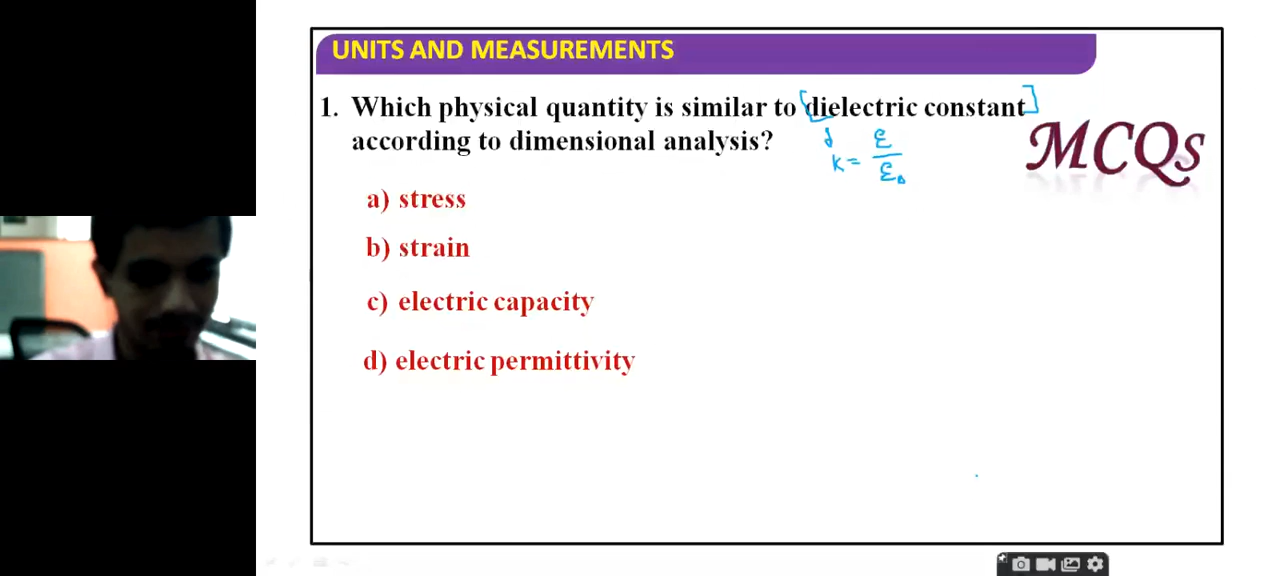 UNITS AND MEASUREMENTS
1. Which physical quantity is similar to [dielectric constant]
according to dimensional analysis?
k = ε
ε₀
MCQs
a) stress
b) strain
c) electric capacity
d) electric permittivity